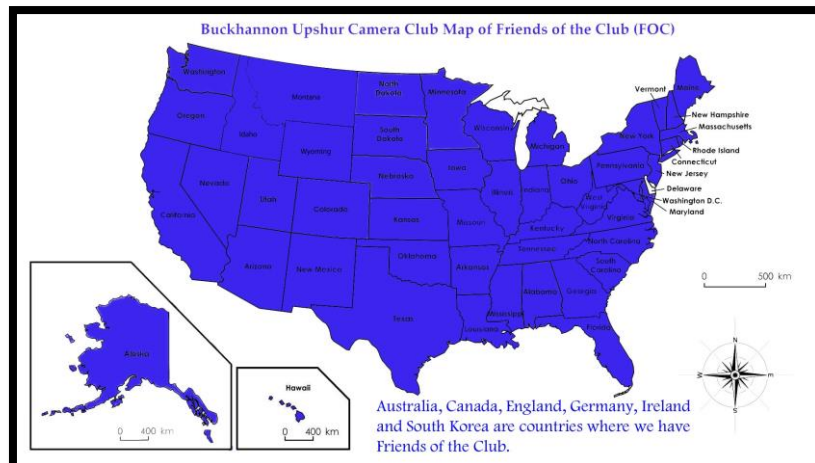 Buckhannon Upshur Camera Club Map of Friends of the Club (FOC)
Washington
Oregon
California
Nevada
Idaho
Montana
Wyoming
Utah
Colorado
Arizona
New Mexico
North
Dakota
South
Dakota
Nebraska
Kansas
Oklahoma
Texas
Minnesota
Iowa
Missouri
Arkansas
Louisiana
Wisconsin
Illinois
Michigan
Indiana
Ohio
Kentucky
Tennessee
Mississippi
Alabama
Georgia
Florida
South
Carolina
North Carolina
Virginia
West
Virginia
Pennsylvania
New York
Maine
Vermont
New Hampshire
Massachusetts
Rhode Island
Connecticut
New Jersey
Delaware
Washington D.C.
Maryland
0 500 km
N
W E
S
Alaska
0 400
km
Hawaii
0 400
km
Australia, Canada, England, Germany, Ireland
and South Korea are countries where we have
Friends of the Club.